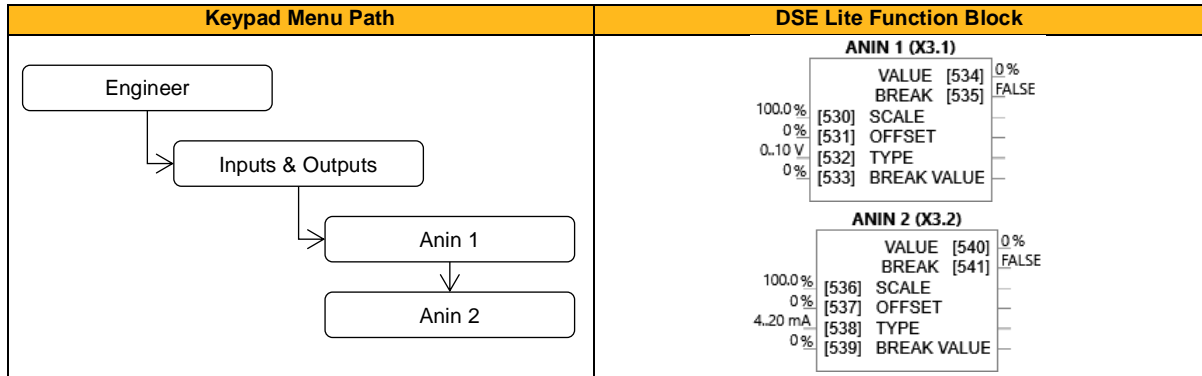 Keypad Menu Path
DSE Lite Function Block
Engineer
Inputs & Outputs
Anin 1
Anin 2
ANIN 1 (X3.1)
VALUE [534] 0 %
BREAK [535] FALSE
100.0 % [530] SCALE
0 % [531] OFFSET
0..10 V [532] TYPE
0 % [533] BREAK VALUE
ANIN 2 (X3.2)
VALUE [540] 0 %
BREAK [541] FALSE
100.0 % [536] SCALE
0 % [537] OFFSET
4..20 mA [538] TYPE
0 % [539] BREAK VALUE